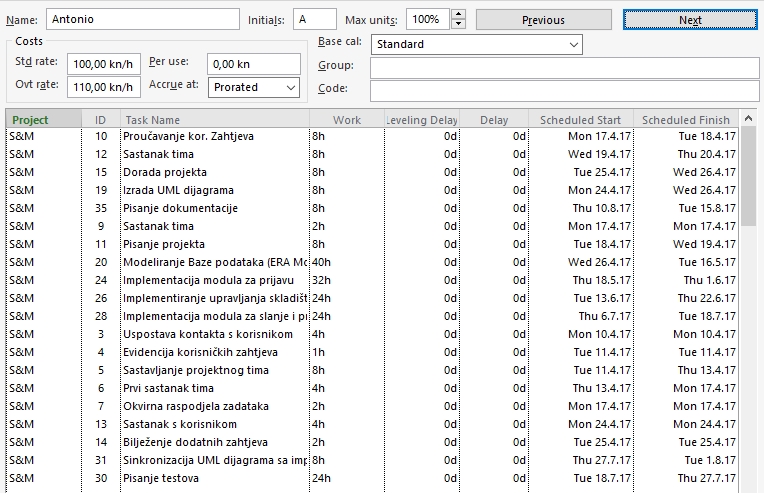 Name: Antonio Initials: A Max units: 100% Previous Next
Costs
Std rate: 100,00 kn/h Per use: 0,00 kn
Ovt rate: 110,00 kn/h Accrue at: Prorated
Base cal: Standard
Group:
Code:
Project ID Task Name Work Leveling Delay Delay Scheduled Start Scheduled Finish
S&M 10 Proučavanje kor. Zahtjeva 8h 0d 0d Mon 17.4.17 Tue 18.4.17
S&M 12 Sastanak tima 8h 0d 0d Wed 19.4.17 Thu 20.4.17
S&M 15 Dorada projekta 8h 0d 0d Tue 25.4.17 Wed 26.4.17
S&M 19 Izrada UML dijagrama 8h 0d 0d Mon 24.4.17 Wed 26.4.17
S&M 35 Pisanje dokumentacije 8h 0d 0d Thu 10.8.17 Tue 15.8.17
S&M 9 Sastanak tima 2h 0d 0d Mon 17.4.17 Mon 17.4.17
S&M 11 Pisanje projekta 8h 0d 0d Tue 18.4.17 Wed 19.4.17
S&M 20 Modeliranje Baze podataka (ERA Mo 40h 0d 0d Wed 26.4.17 Tue 16.5.17
S&M 24 Implementacija modula za prijavu 32h 0d 0d Thu 18.5.17 Thu 1.6.17
S&M 26 Implementiranje upravljanja skladišt 24h 0d 0d Tue 13.6.17 Thu 22.6.17
S&M 28 Implementacija modula za slanje i pr 24h 0d 0d Thu 6.7.17 Tue 18.7.17
S&M 3 Uspostava kontakta s korisnikom 4h 0d 0d Mon 10.4.17 Mon 10.4.17
S&M 4 Evidencija korisničkih zahtjeva 1h 0d 0d Tue 11.4.17 Tue 11.4.17
S&M 5 Sastavljanje projektnog tima 8h 0d 0d Tue 11.4.17 Thu 13.4.17
S&M 6 Prvi sastanak tima 4h 0d 0d Thu 13.4.17 Mon 17.4.17
S&M 7 Okvirna raspodjela zadataka 2h 0d 0d Mon 17.4.17 Mon 17.4.17
S&M 13 Sastanak s korisnikom 4h 0d 0d Mon 24.4.17 Mon 24.4.17
S&M 14 Bilježenje dodatnih zahtjeva 2h 0d 0d Tue 25.4.17 Tue 25.4.17
S&M 31 Sinkronizacija UML dijagrama sa imp 8h 0d 0d Thu 27.7.17 Tue 1.8.17
S&M 30 Pisanje testova 24h 0d 0d Tue 18.7.17 Thu 27.7.17